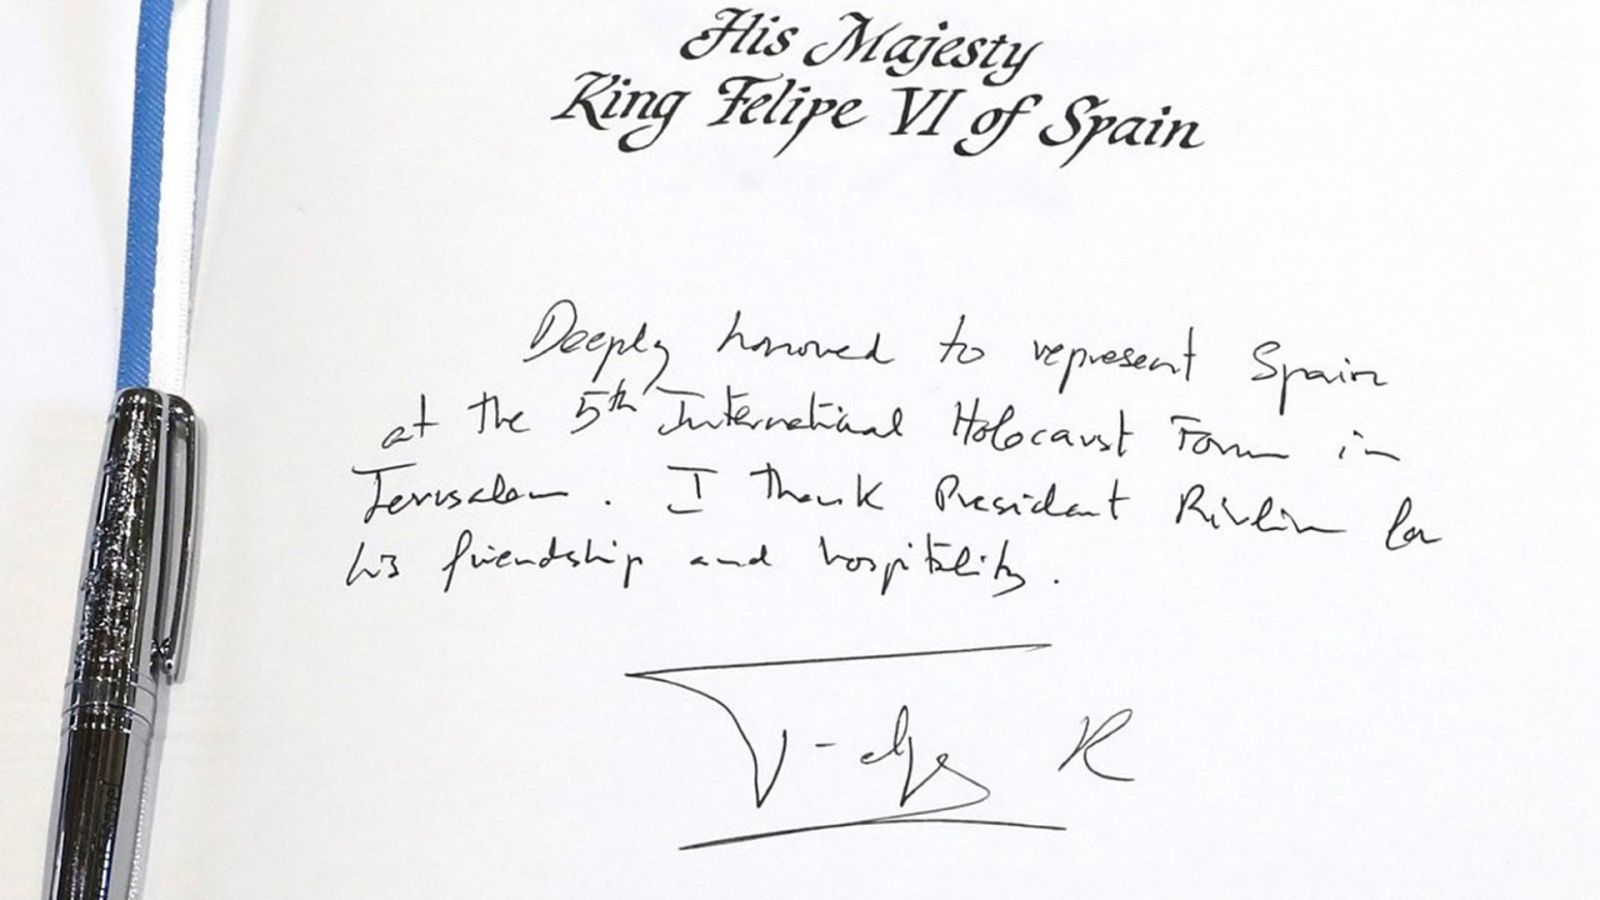 His Majesty
King Felipe VI of Spain
Deeply honored to represent Spain
at the 5th International Holocaust Forum in
Jerusalem. I thank President Rivlin for
his friendship and hospitality.
Felipe R